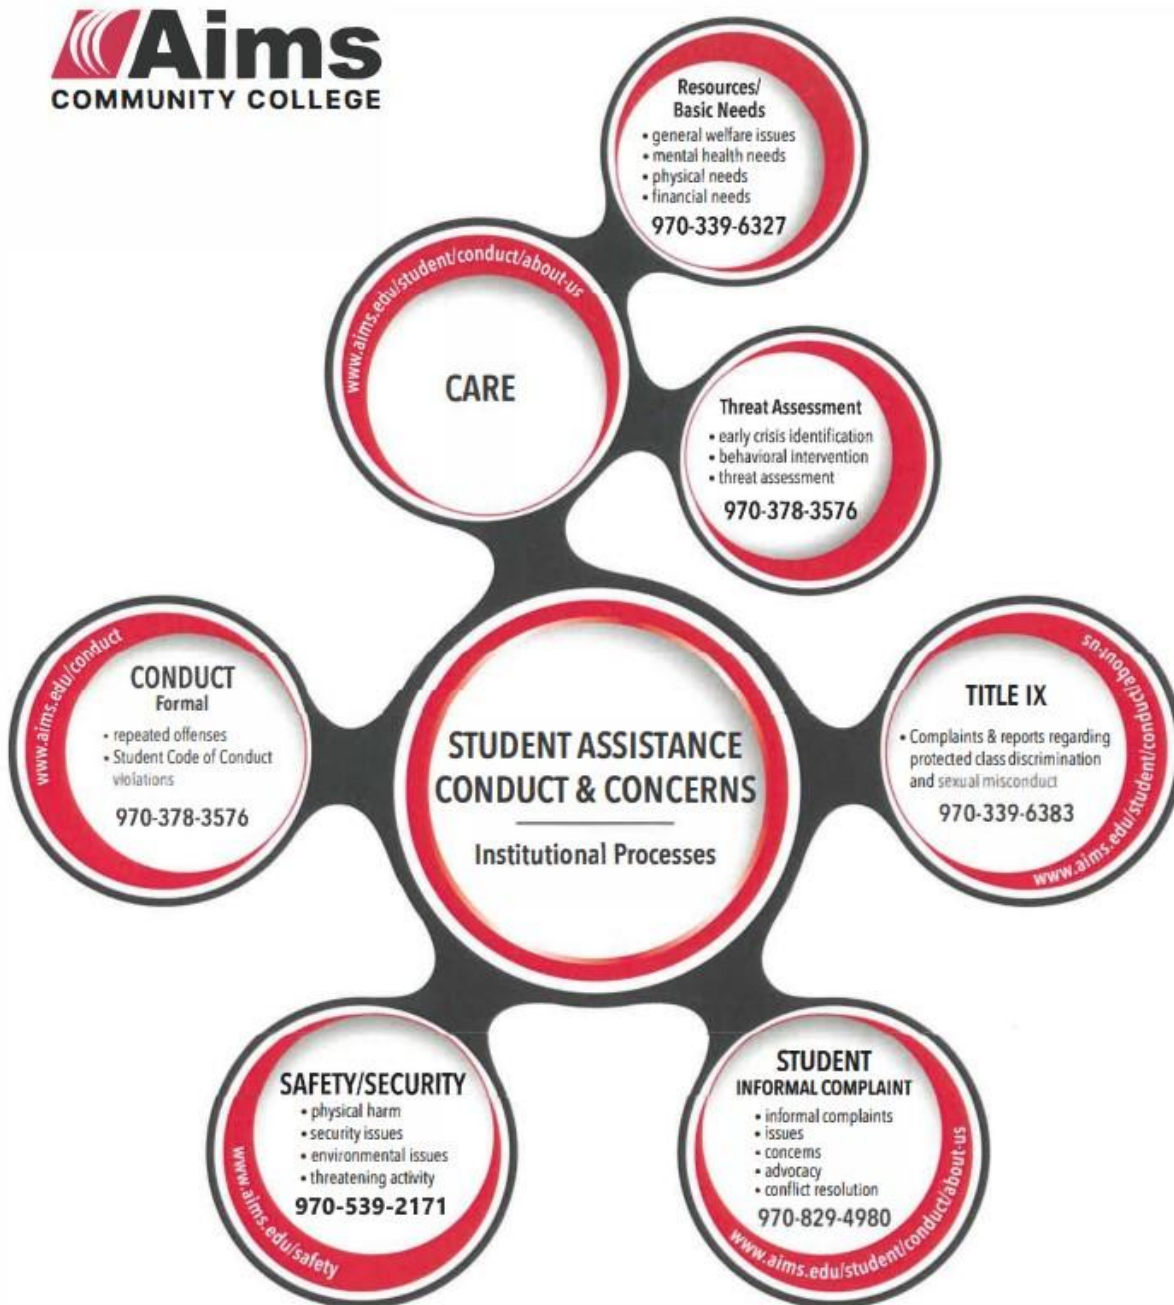 Aims
COMMUNITY COLLEGE
Resources/
Basic Needs
• general welfare issues
• mental health needs
• physical needs
• financial needs
970-339-6327
www.aims.edu/student/conduct/about-us
CARE
Threat Assessment
• early crisis identification
• behavioral intervention
• threat assessment
970-378-3576
www.aims.edu/conduct
CONDUCT
Formal
• repeated offenses
• Student Code of Conduct
violations
970-378-3576
STUDENT ASSISTANCE
CONDUCT & CONCERNS
Institutional Processes
TITLE IX
• Complaints & reports regarding
protected class discrimination
and sexual misconduct
970-339-6383
www.aims.edu/student/conduct/about-us
SAFETY/SECURITY
• physical harm
• security issues
• environmental issues
• threatening activity
970-539-2171
www.aims.edu/safety
STUDENT
INFORMAL COMPLAINT
• informal complaints
• issues
• concerns
• advocacy
• conflict resolution
970-829-4980
www.aims.edu/student/conduct/about-us